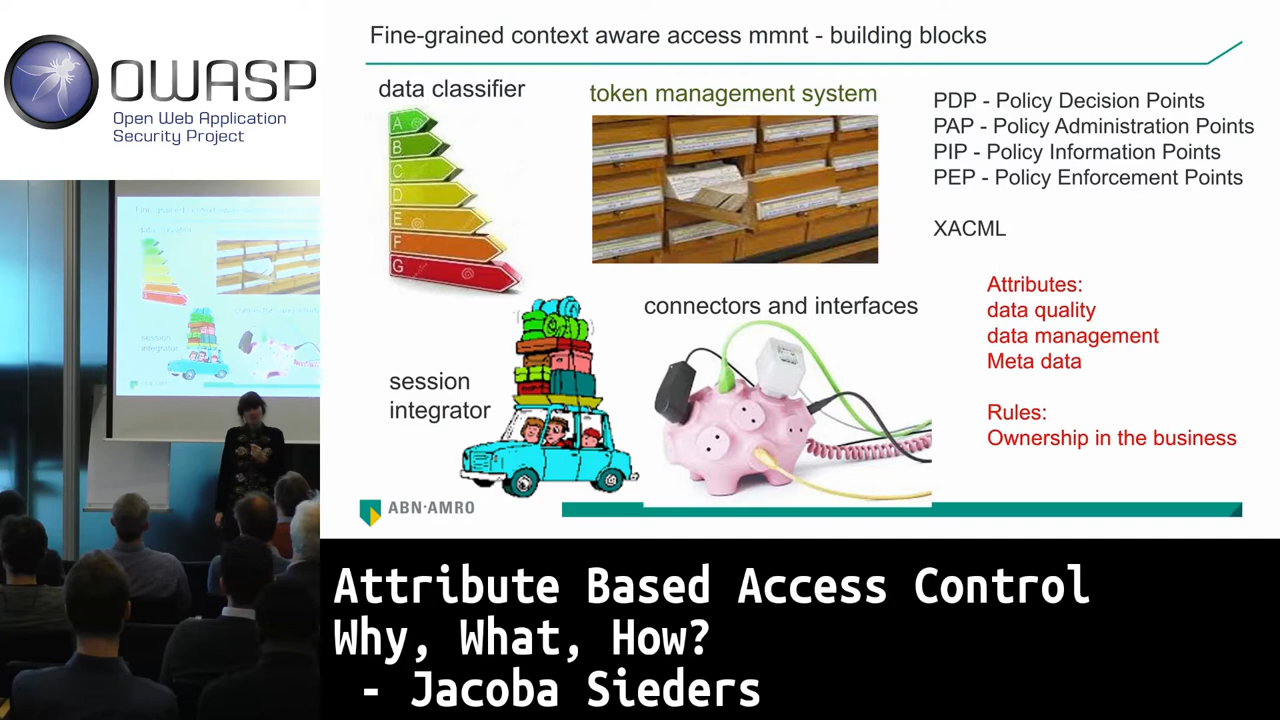 OWASP
Open Web Application
Security Project
Fine-grained context aware access mmnt - building blocks
data classifier
A
B
C
D
E
F
G
token management system
PDP - Policy Decision Points
PAP - Policy Administration Points
PIP - Policy Information Points
PEP - Policy Enforcement Points
XACML
Attributes:
data quality
data management
Meta data
Rules:
Ownership in the business
connectors and interfaces
session
integrator
ABN·AMRO
Attribute Based Access Control
Why, What, How?
- Jacoba Sieders